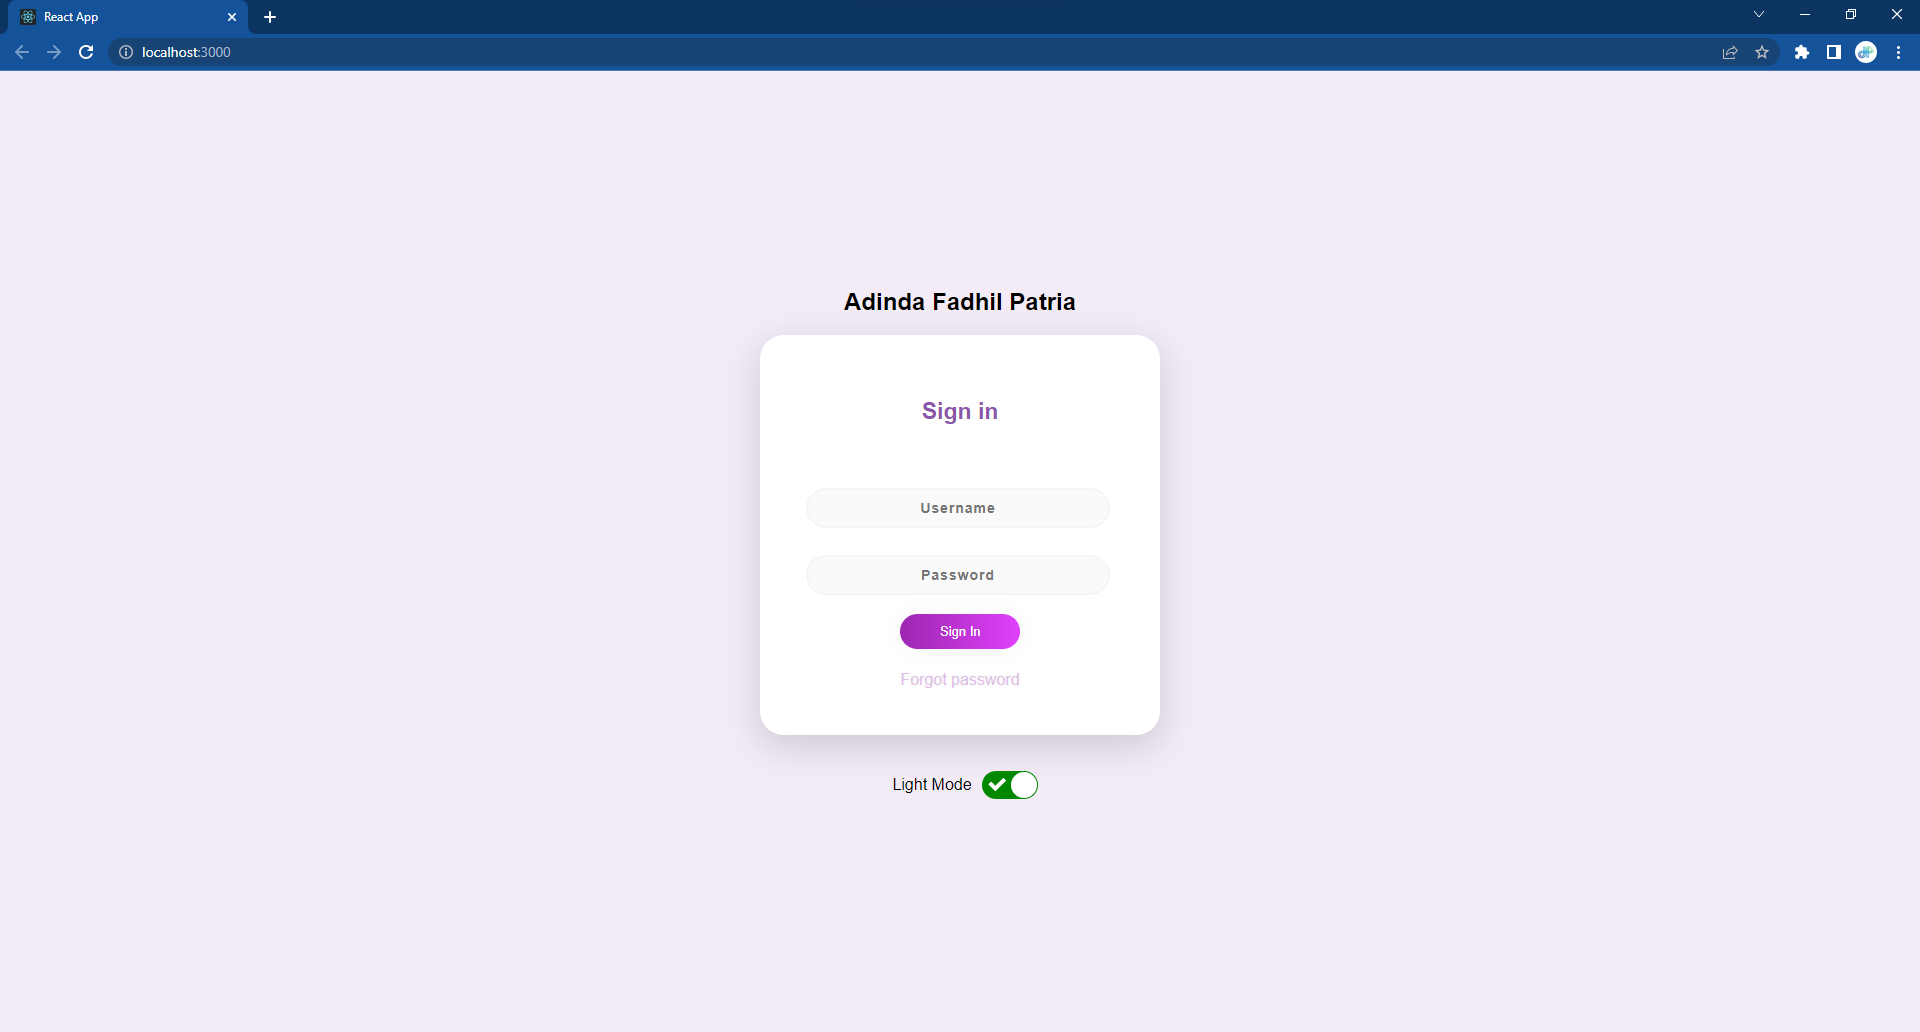 React App
localhost:3000
Adinda Fadhil Patria
Sign in
Username
Password
Sign In
Forgot password
Light Mode